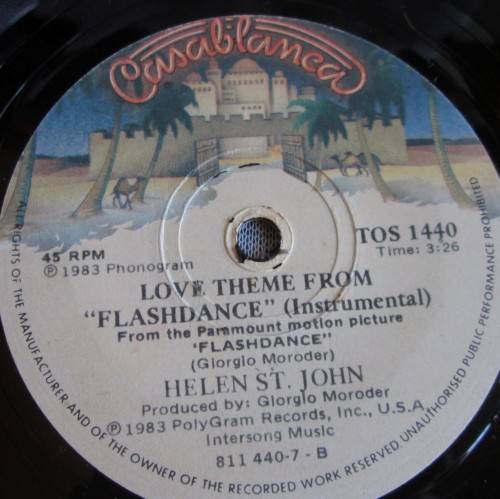 Casablanca
TOS 1440
Time: 3:26
45 RPM
Ⓟ1983 Phonogram
LOVE THEME FROM
"FLASHDANCE" (Instrumental)
From the Paramount motion picture
'FLASHDANCE"
(Giorgio Moroder)
HELEN ST. JOHN
Produced by: Giorgio Moroder
Ⓟ1983 PolyGram Records, Inc., U.S.A.
Intersong Music
811 440-7 - B
ALL RIGHTS OF THE MANUFACTURER AND OF THE OWNER OF THE RECORDED WORK RESERVED. UNAUTHORISED PUBLIC PERFORMANCE PROHIBITED